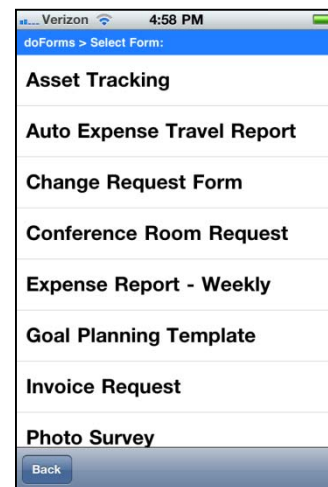 Verizon 4:58 PM
doForms > Select Form:
Asset Tracking
Auto Expense Travel Report
Change Request Form
Conference Room Request
Expense Report - Weekly
Goal Planning Template
Invoice Request
Photo Survey
Back